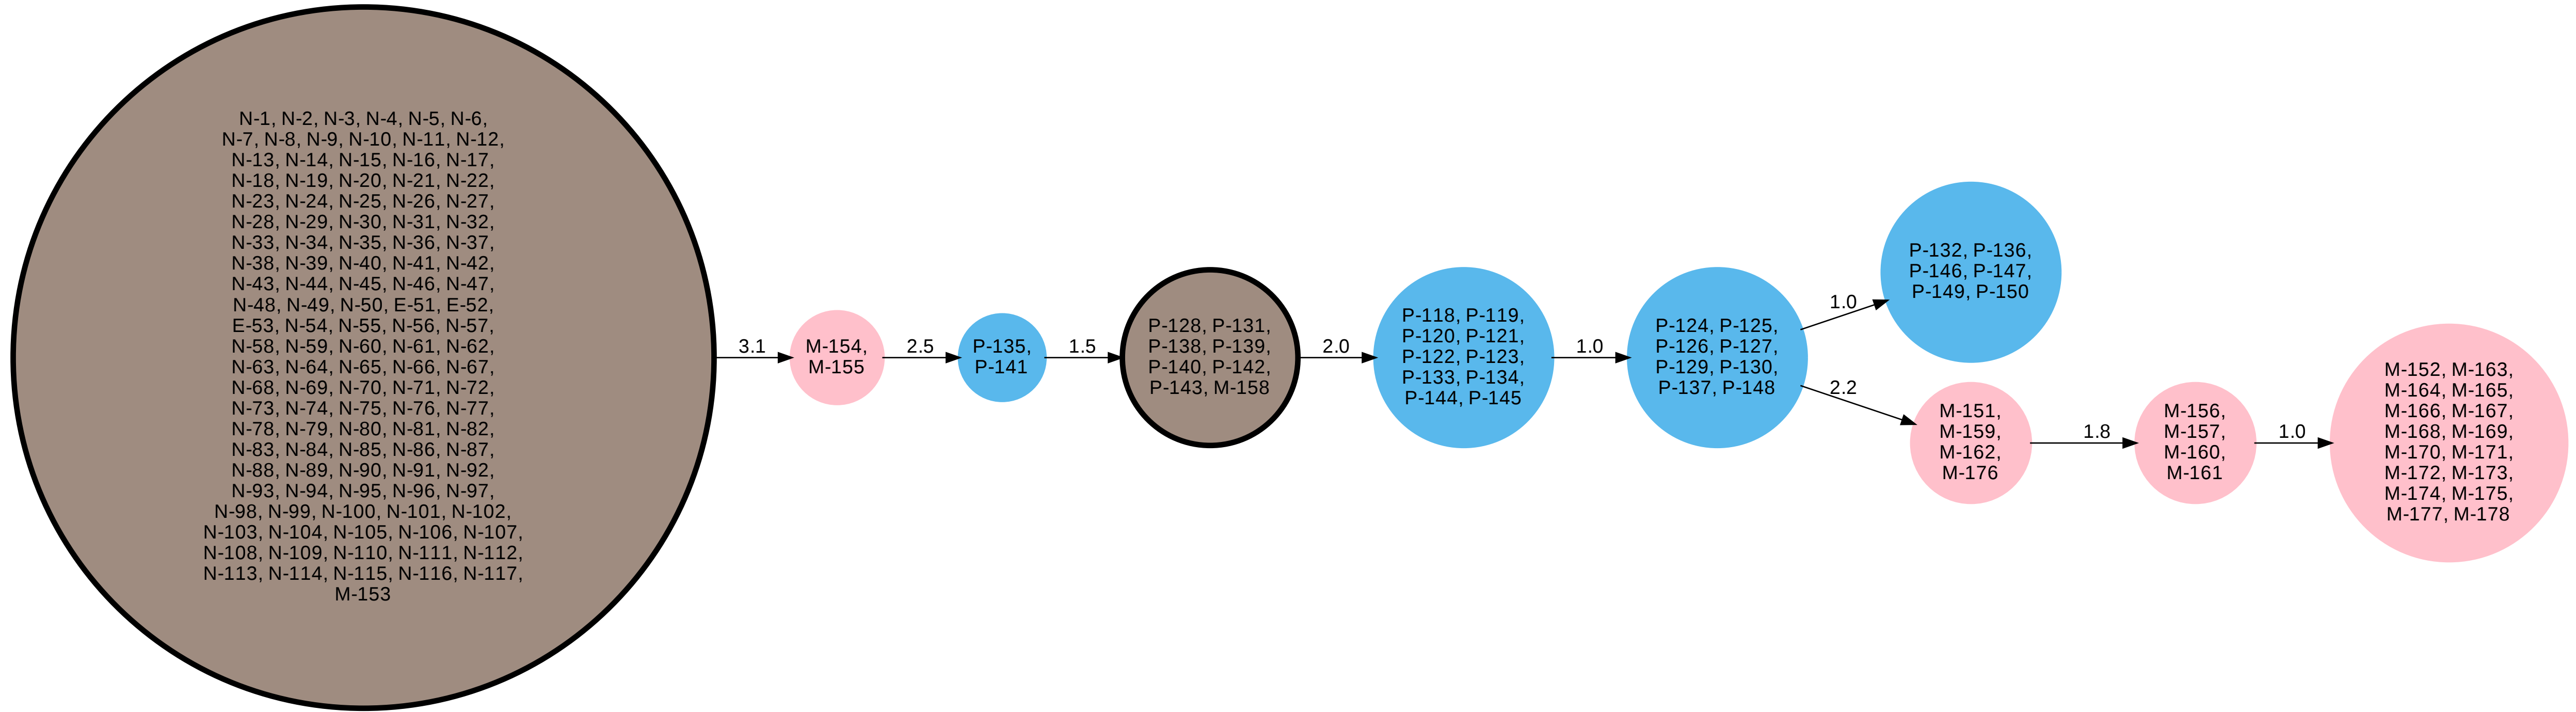 N-1, N-2, N-3, N-4, N-5, N-6,
N-7, N-8, N-9, N-10, N-11, N-12,
N-13, N-14, N-15, N-16, N-17,
N-18, N-19, N-20, N-21, N-22,
N-23, N-24, N-25, N-26, N-27,
N-28, N-29, N-30, N-31, N-32,
N-33, N-34, N-35, N-36, N-37,
N-38, N-39, N-40, N-41, N-42,
N-43, N-44, N-45, N-46, N-47,
N-48, N-49, N-50, E-51, E-52,
E-53, N-54, N-55, N-56, N-57,
N-58, N-59, N-60, N-61, N-62,
N-63, N-64, N-65, N-66, N-67,
N-68, N-69, N-70, N-71, N-72,
N-73, N-74, N-75, N-76, N-77,
N-78, N-79, N-80, N-81, N-82,
N-83, N-84, N-85, N-86, N-87,
N-88, N-89, N-90, N-91, N-92,
N-93, N-94, N-95, N-96, N-97,
N-98, N-99, N-100, N-101, N-102,
N-103, N-104, N-105, N-106, N-107,
N-108, N-109, N-110, N-111, N-112,
N-113, N-114, N-115, N-116, N-117,
M-153
3.1
M-154,
M-155
2.5
P-135,
P-141
1.5
P-128, P-131,
P-138, P-139,
P-140, P-142,
P-143, M-158
2.0
P-118, P-119,
P-120, P-121,
P-122, P-123,
P-133, P-134,
P-144, P-145
1.0
P-124, P-125,
P-126, P-127,
P-129, P-130,
P-137, P-148
1.0
P-132, P-136,
P-146, P-147,
P-149, P-150
2.2
M-151,
M-159,
M-162,
M-176
1.8
M-156,
M-157,
M-160,
M-161
1.0
M-152, M-163,
M-164, M-165,
M-166, M-167,
M-168, M-169,
M-170, M-171,
M-172, M-173,
M-174, M-175,
M-177, M-178